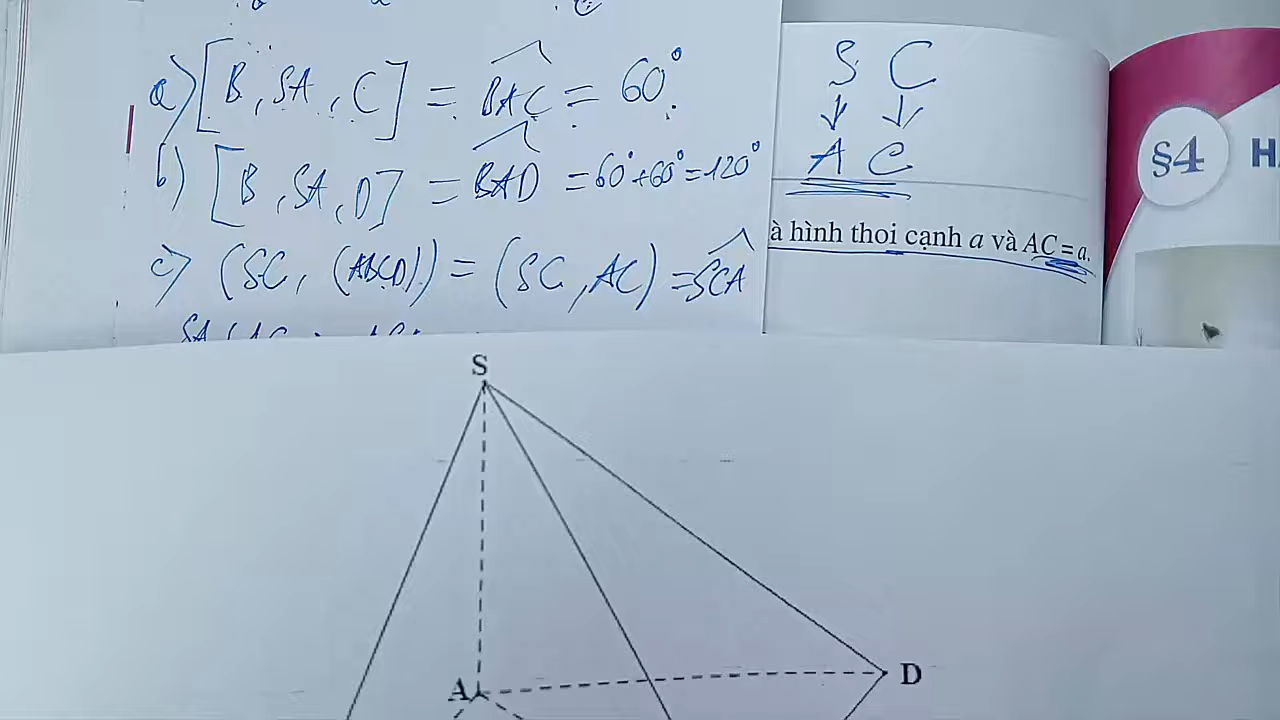 a) [B, SA, C] = BAC = 60°.
b) [B, SA, D] = BAD = 60° + 60° = 120°
c) (SC, (ABCD)) = (SC, AC) = SCA
S C
↓ ↓
A C
à hình thoi cạnh a và AC = a.
§4 H
S
A
D